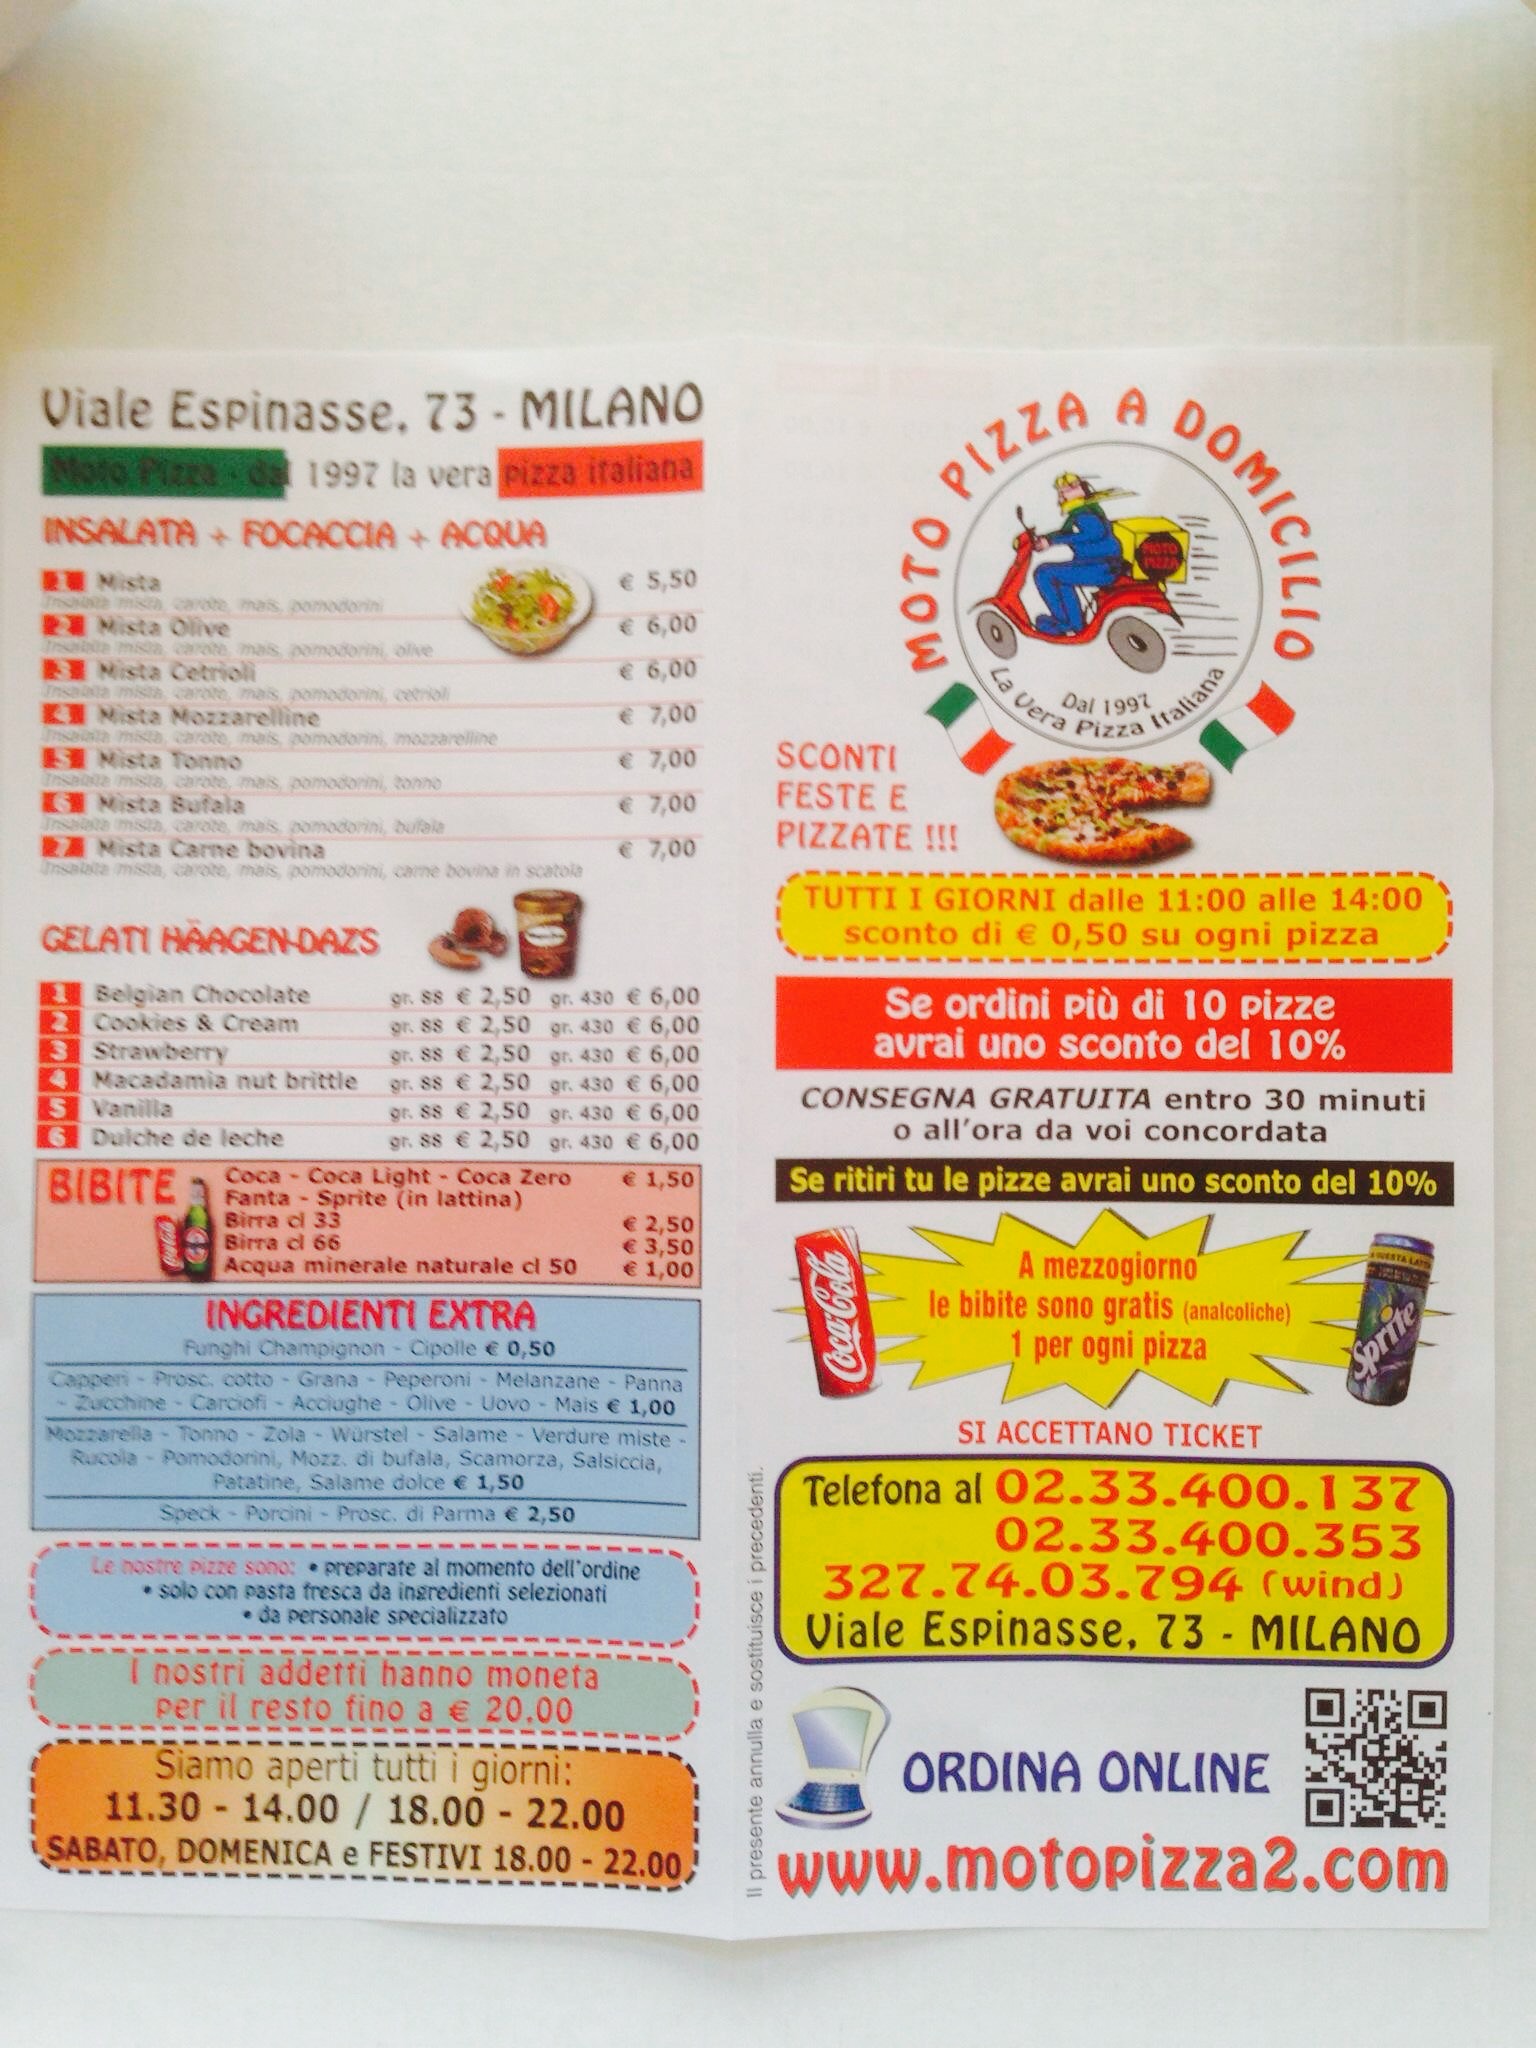 Viale Espinasse, 73 - MILANO
Moto Pizza - dal 1997 la vera pizza italiana
INSALATA + FOCACCIA + ACQUA
1 Mista € 5,50
Insalata mista, carote, mais, pomodorini
2 Mista Olive € 6,00
Insalata mista, carote, mais, pomodorini, olive
3 Mista Cetrioli € 6,00
Insalata mista, carote, mais, pomodorini, cetrioli
4 Mista Mozzarelline € 7,00
Insalata mista, carote, mais, pomodorini, mozzarelline
5 Mista Tonno € 7,00
Insalata mista, carote, mais, pomodorini, tonno
6 Mista Bufala € 7,00
Insalata mista, carote, mais, pomodorini, bufala
7 Mista Carne bovina € 7,00
Insalata mista, carote, mais, pomodorini, carne bovina in scatola
GELATI HÄAGEN-DAZS
1 Belgian Chocolate gr. 88 € 2,50 gr. 430 € 6,00
2 Cookies & Cream gr. 88 € 2,50 gr. 430 € 6,00
3 Strawberry gr. 88 € 2,50 gr. 430 € 6,00
4 Macadamia nut brittle gr. 88 € 2,50 gr. 430 € 6,00
5 Vanilla gr. 88 € 2,50 gr. 430 € 6,00
6 Dulche de leche gr. 88 € 2,50 gr. 430 € 6,00
BIBITE
Coca - Coca Light - Coca Zero € 1,50
Fanta - Sprite (in lattina)
Birra cl 33 € 2,50
Birra cl 66 € 3,50
Acqua minerale naturale cl 50 € 1,00
INGREDIENTI EXTRA
Funghi Champignon - Cipolle € 0,50
Capperi - Prosc. cotto - Grana - Peperoni - Melanzane - Panna
- Zucchine - Carciofi - Acciughe - Olive - Uovo - Mais € 1,00
Mozzarella - Tonno - Zola - Würstel - Salame - Verdure miste -
Rucola - Pomodorini, Mozz. di bufala, Scamorza, Salsiccia,
Patatine, Salame dolce € 1,50
Speck - Porcini - Prosc. di Parma € 2,50
Le nostre pizze sono: • preparate al momento dell'ordine
• solo con pasta fresca da ingredienti selezionati
• da personale specializzato
I nostri addetti hanno moneta
per il resto fino a € 20.00
Siamo aperti tutti i giorni:
11.30 - 14.00 / 18.00 - 22.00
SABATO, DOMENICA e FESTIVI 18.00 - 22.00
Il presente annulla e sostituisce i precedenti.
MOTO PIZZA A DOMICILIO
MOTO
PIZZA
Dal 1997
La Vera Pizza Italiana
SCONTI
FESTE E
PIZZATE !!!
TUTTI I GIORNI dalle 11:00 alle 14:00
sconto di € 0,50 su ogni pizza
Se ordini più di 10 pizze
avrai uno sconto del 10%
CONSEGNA GRATUITA entro 30 minuti
o all'ora da voi concordata
Se ritiri tu le pizze avrai uno sconto del 10%
Coca-Cola
A mezzogiorno
le bibite sono gratis (analcoliche)
1 per ogni pizza
Sprite
SI ACCETTANO TICKET
Telefona al 02.33.400.137
02.33.400.353
327.74.03.794 (wind)
Viale Espinasse, 73 - MILANO
ORDINA ONLINE
www.motopizza2.com